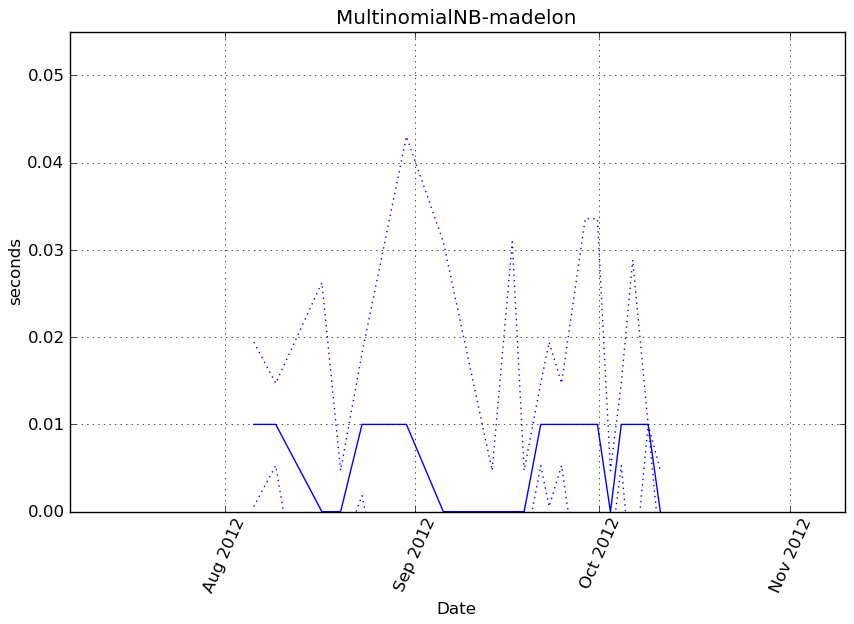 MultinomialNB-madelon
0.05
0.04
0.03
0.02
0.01
0.00
seconds
Aug 2012
Sep 2012
Oct 2012
Nov 2012
Date